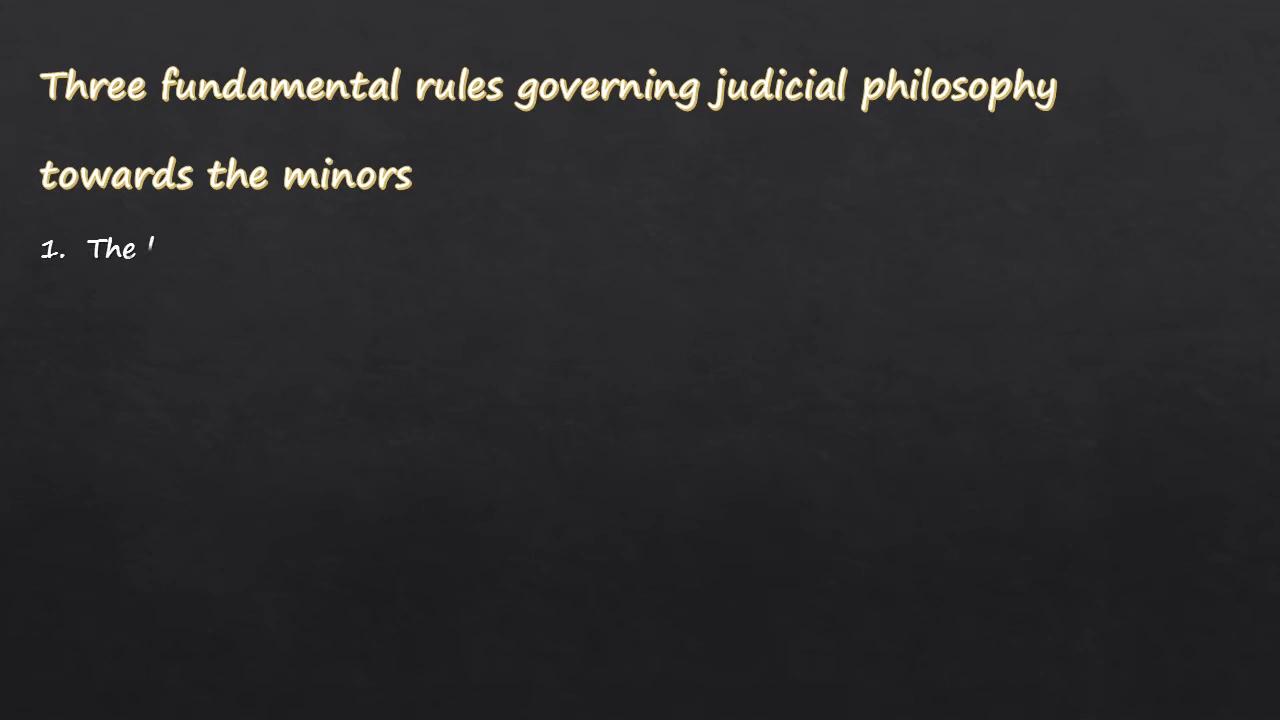 Three fundamental rules governing judicial philosophy
towards the minors
1. The